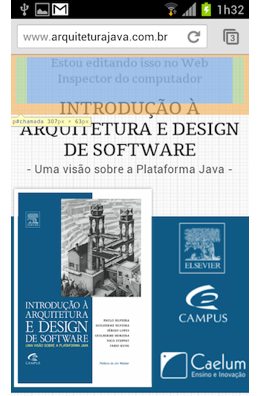 1h32
www.arquiteturajava.com.br
3
Estou editando isso no Web
Inspector do computador
INTRODUÇÃO À
p#chamada 307px × 63px
ARQUITETURA E DESIGN
DE SOFTWARE
- Uma visão sobre a Plataforma Java -
ELSEVIER
INTRODUÇÃO À
ARQUITETURA
E DESIGN
DE SOFTWARE
UMA VISÃO SOBRE A PLATAFORMA JAVA
PAULO SILVEIRA
GUILHERME SILVEIRA
SÉRGIO LOPES
GUILHERME MOREIRA
NICO STEPPAT
FABIO KUNG
CAMPUS
ELSEVIER
CAMPUS
Caelum
Ensino e Inovação